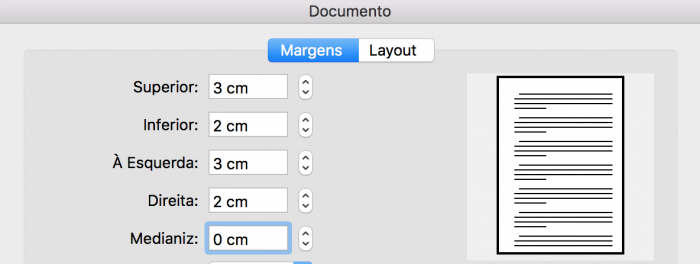 Documento
Margens Layout
Superior: 3 cm
Inferior: 2 cm
À Esquerda: 3 cm
Direita: 2 cm
Medianiz: 0 cm